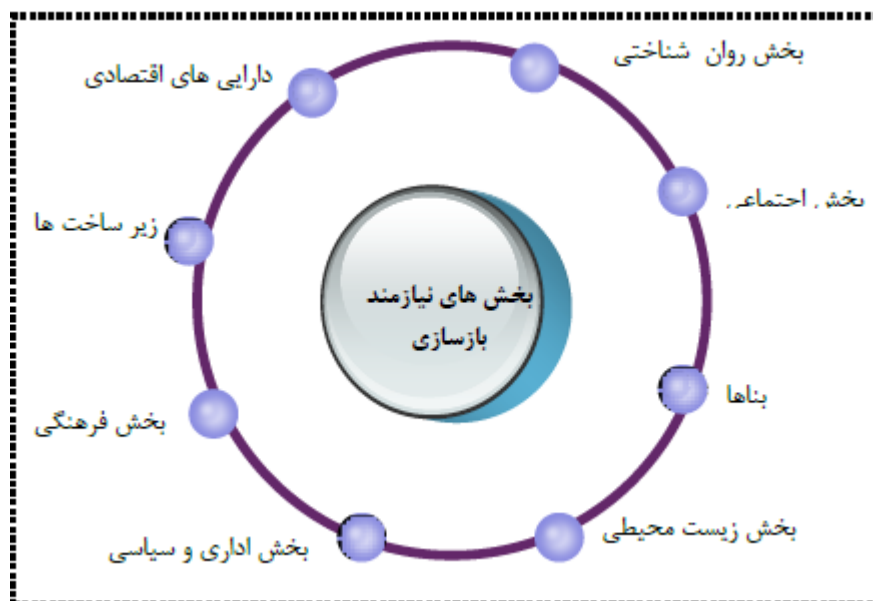 بخش روان شناختی
دارایی های اقتصادی
بخش اجتماعی
زیر ساخت ها
بخش های نیازمند
بازسازی
بناها
بخش فرهنگی
بخش زیست محیطی
بخش اداری و سیاسی